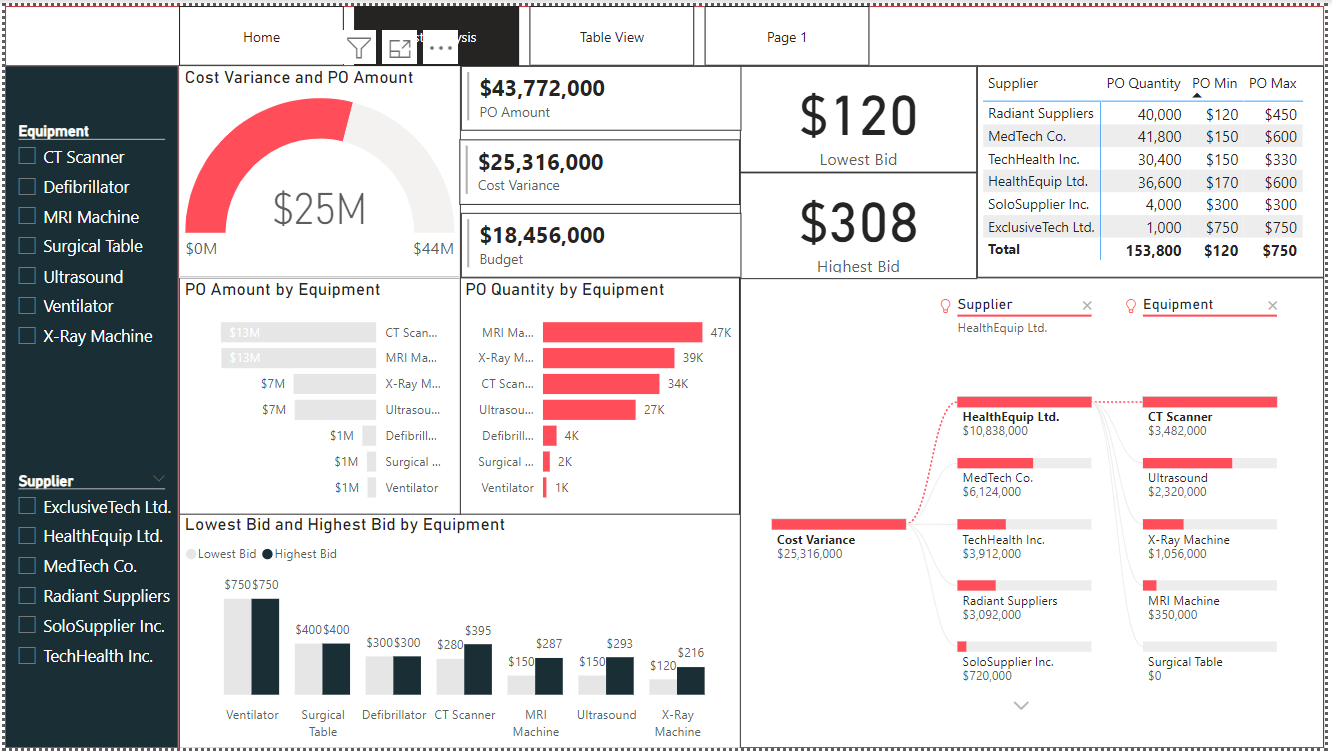 Home
Table View
Page 1
Equipment
CT Scanner
Defibrillator
MRI Machine
Surgical Table
Ultrasound
Ventilator
X-Ray Machine
Supplier
ExclusiveTech Ltd.
HealthEquip Ltd.
MedTech Co.
Radiant Suppliers
SoloSupplier Inc.
TechHealth Inc.
Cost Variance and PO Amount
$25M
$0M $44M
$43,772,000
PO Amount
$25,316,000
Cost Variance
$18,456,000
Budget
$120
Lowest Bid
$308
Highest Bid
Supplier PO Quantity PO Min PO Max
Radiant Suppliers 40,000 $120 $450
MedTech Co. 41,800 $150 $600
TechHealth Inc. 30,400 $150 $330
HealthEquip Ltd. 36,600 $170 $600
SoloSupplier Inc. 4,000 $300 $300
ExclusiveTech Ltd. 1,000 $750 $750
Total 153,800 $120 $750
PO Amount by Equipment
$13M CT Scan...
$13M MRI Ma...
$7M X-Ray M...
$7M Ultrasou...
$1M Defibrill...
$1M Surgical ...
$1M Ventilator
PO Quantity by Equipment
MRI Ma... 47K
X-Ray M... 39K
CT Scan... 34K
Ultrasou... 27K
Defibrill... 4K
Surgical ... 2K
Ventilator 1K
Lowest Bid and Highest Bid by Equipment
Lowest Bid Highest Bid
$750 $750
$400 $400
$300 $300
$280 $395
$150 $287
$150 $293
$120 $216
Ventilator
Surgical
Table
Defibrillator
CT Scanner
MRI
Machine
Ultrasound
X-Ray
Machine
Supplier
HealthEquip Ltd.
Equipment
Cost Variance
$25,316,000
HealthEquip Ltd.
$10,838,000
MedTech Co.
$6,124,000
TechHealth Inc.
$3,912,000
Radiant Suppliers
$3,092,000
SoloSupplier Inc.
$720,000
CT Scanner
$3,482,000
Ultrasound
$2,320,000
X-Ray Machine
$1,056,000
MRI Machine
$350,000
Surgical Table
$0